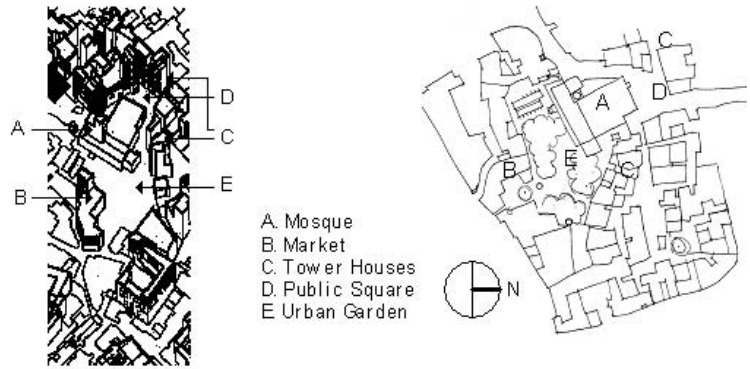 A
B
D
C
E
A. Mosque
B. Market
C. Tower Houses
D. Public Square
E Urban Garden
N
C
A
D
E
B
C